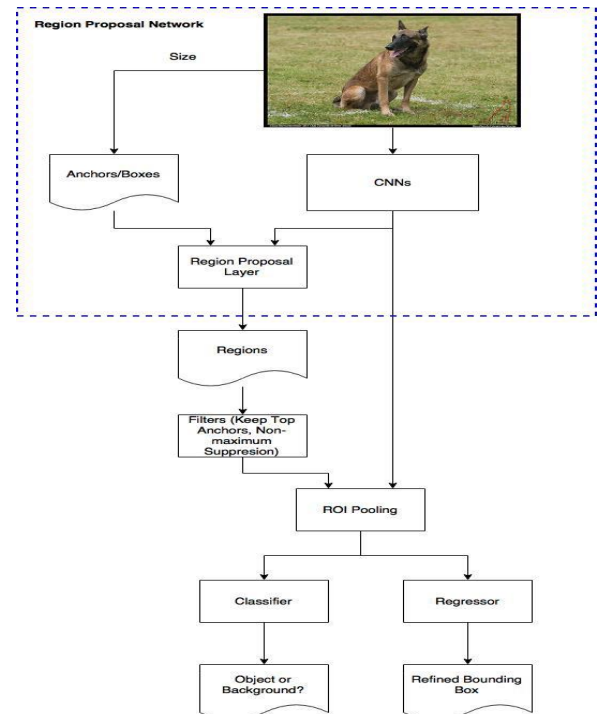 Region Proposal Network
Size
Anchors/Boxes
CNNs
Region Proposal
Layer
Regions
Filters (Keep Top
Anchors, Non-
maximum
Suppresion)
ROI Pooling
Classifier
Regressor
Object or
Background?
Refined Bounding
Box